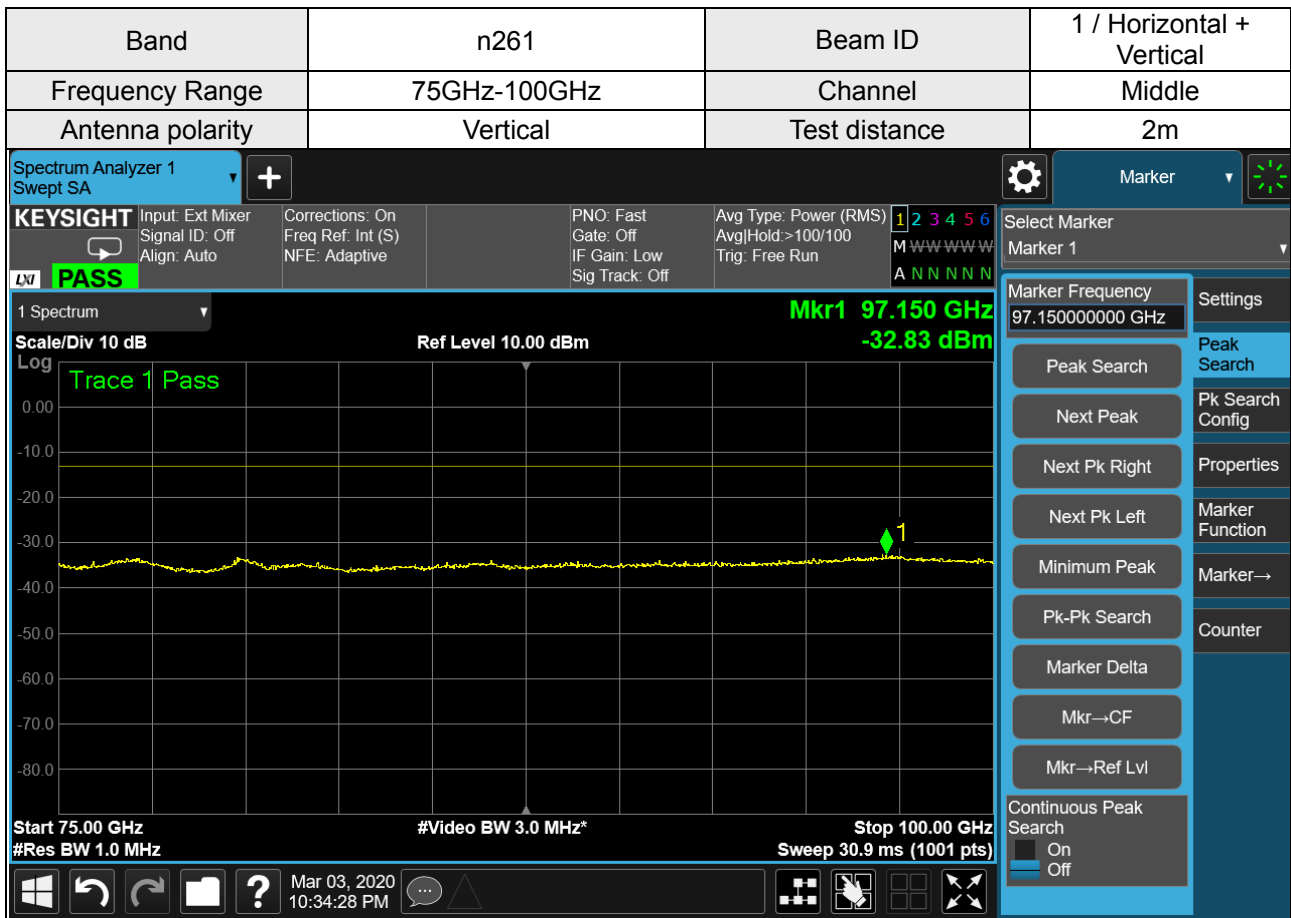 Band n261 Beam ID 1 / Horizontal +
Vertical
Frequency Range 75GHz-100GHz Channel Middle
Antenna polarity Vertical Test distance 2m
Spectrum Analyzer 1
Swept SA
+
Marker
KEYSIGHT
LXI PASS
Input: Ext Mixer
Signal ID: Off
Align: Auto
Corrections: On
Freq Ref: Int (S)
NFE: Adaptive
PNO: Fast
Gate: Off
IF Gain: Low
Sig Track: Off
Avg Type: Power (RMS)
Avg|Hold:>100/100
Trig: Free Run
1 2 3 4 5 6
M W W W W W
A N N N N N
Select Marker
Marker 1
1 Spectrum
Scale/Div 10 dB
Ref Level 10.00 dBm
Mkr1 97.150 GHz
-32.83 dBm
Log
Trace 1 Pass
0.00
-10.0
-20.0
-30.0
-40.0
-50.0
-60.0
-70.0
-80.0
1
Start 75.00 GHz
#Res BW 1.0 MHz
#Video BW 3.0 MHz*
Stop 100.00 GHz
Sweep 30.9 ms (1001 pts)
Marker Frequency
97.150000000 GHz
Peak Search
Next Peak
Next Pk Right
Next Pk Left
Minimum Peak
Pk-Pk Search
Marker Delta
Mkr→CF
Mkr→Ref Lvl
Continuous Peak
Search
On
Off
Settings
Peak
Search
Pk Search
Config
Properties
Marker
Function
Marker→
Counter
?
Mar 03, 2020
10:34:28 PM